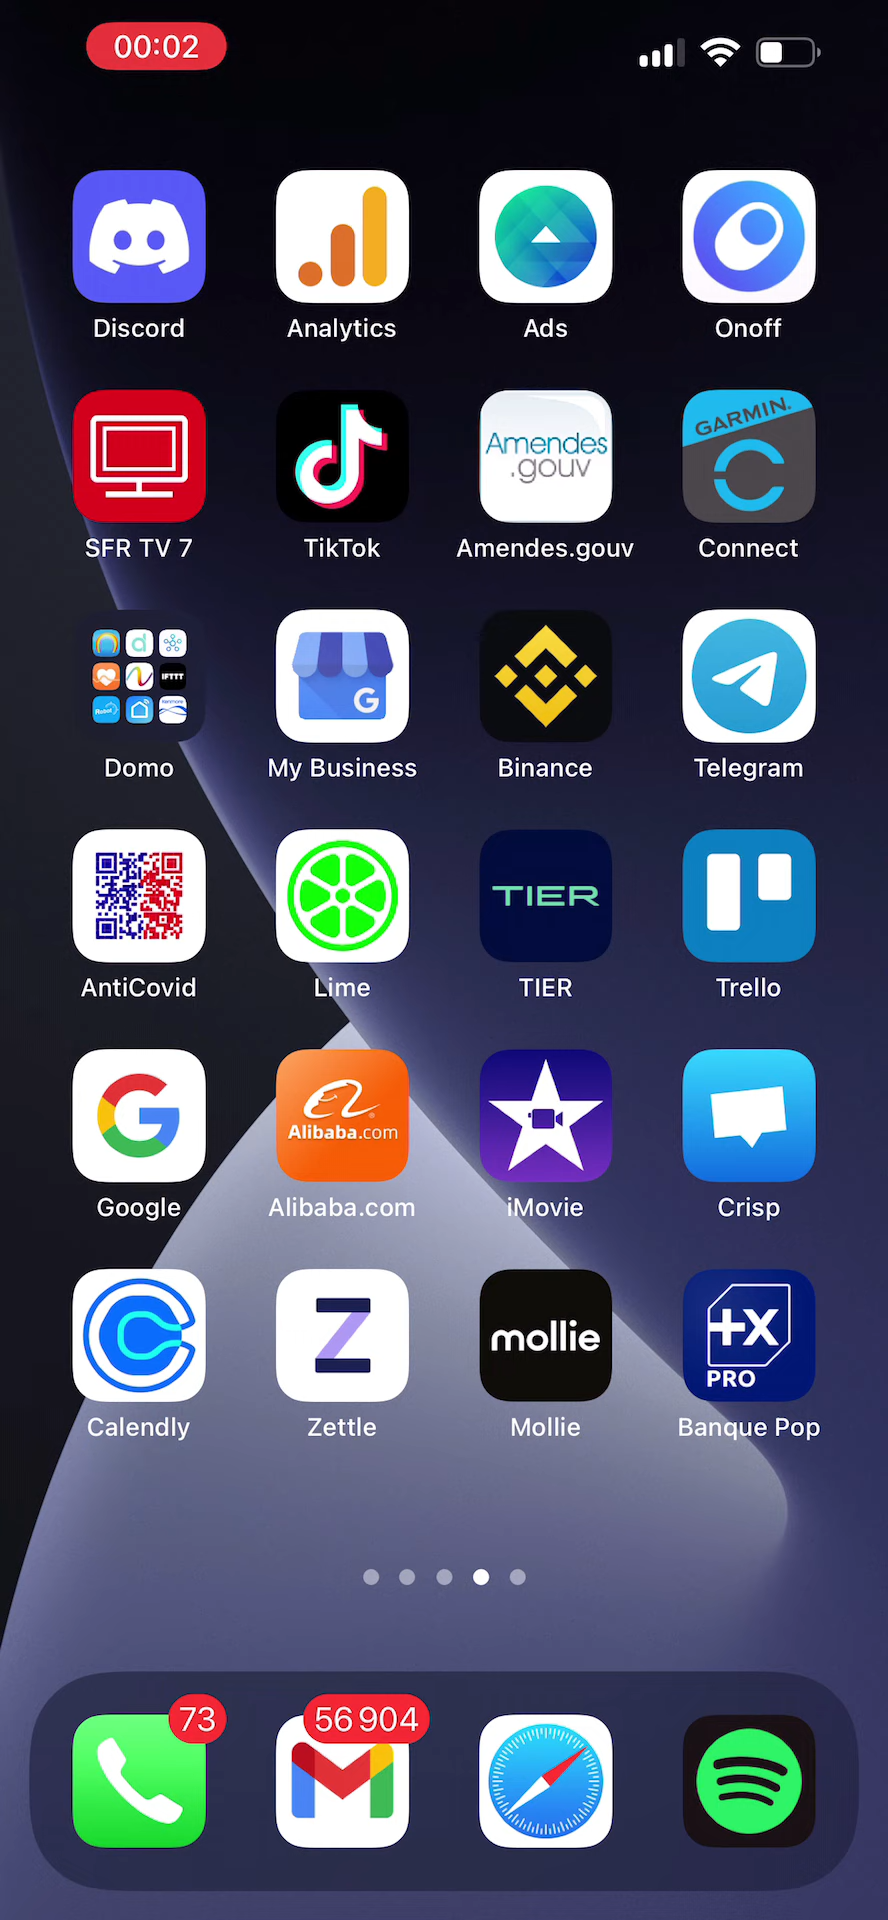 00:02
Discord
Analytics
Ads
Onoff
GARMIN.
Amendes
.gouv
SFR TV 7
TikTok
Amendes.gouv
Connect
IFTTT
Domo
G
My Business
Binance
Telegram
TIER
AntiCovid
Lime
TIER
Trello
Alibaba.com
Google
Alibaba.com
iMovie
Crisp
mollie
+X
PRO
Calendly
Zettle
Mollie
Banque Pop
73
56 904